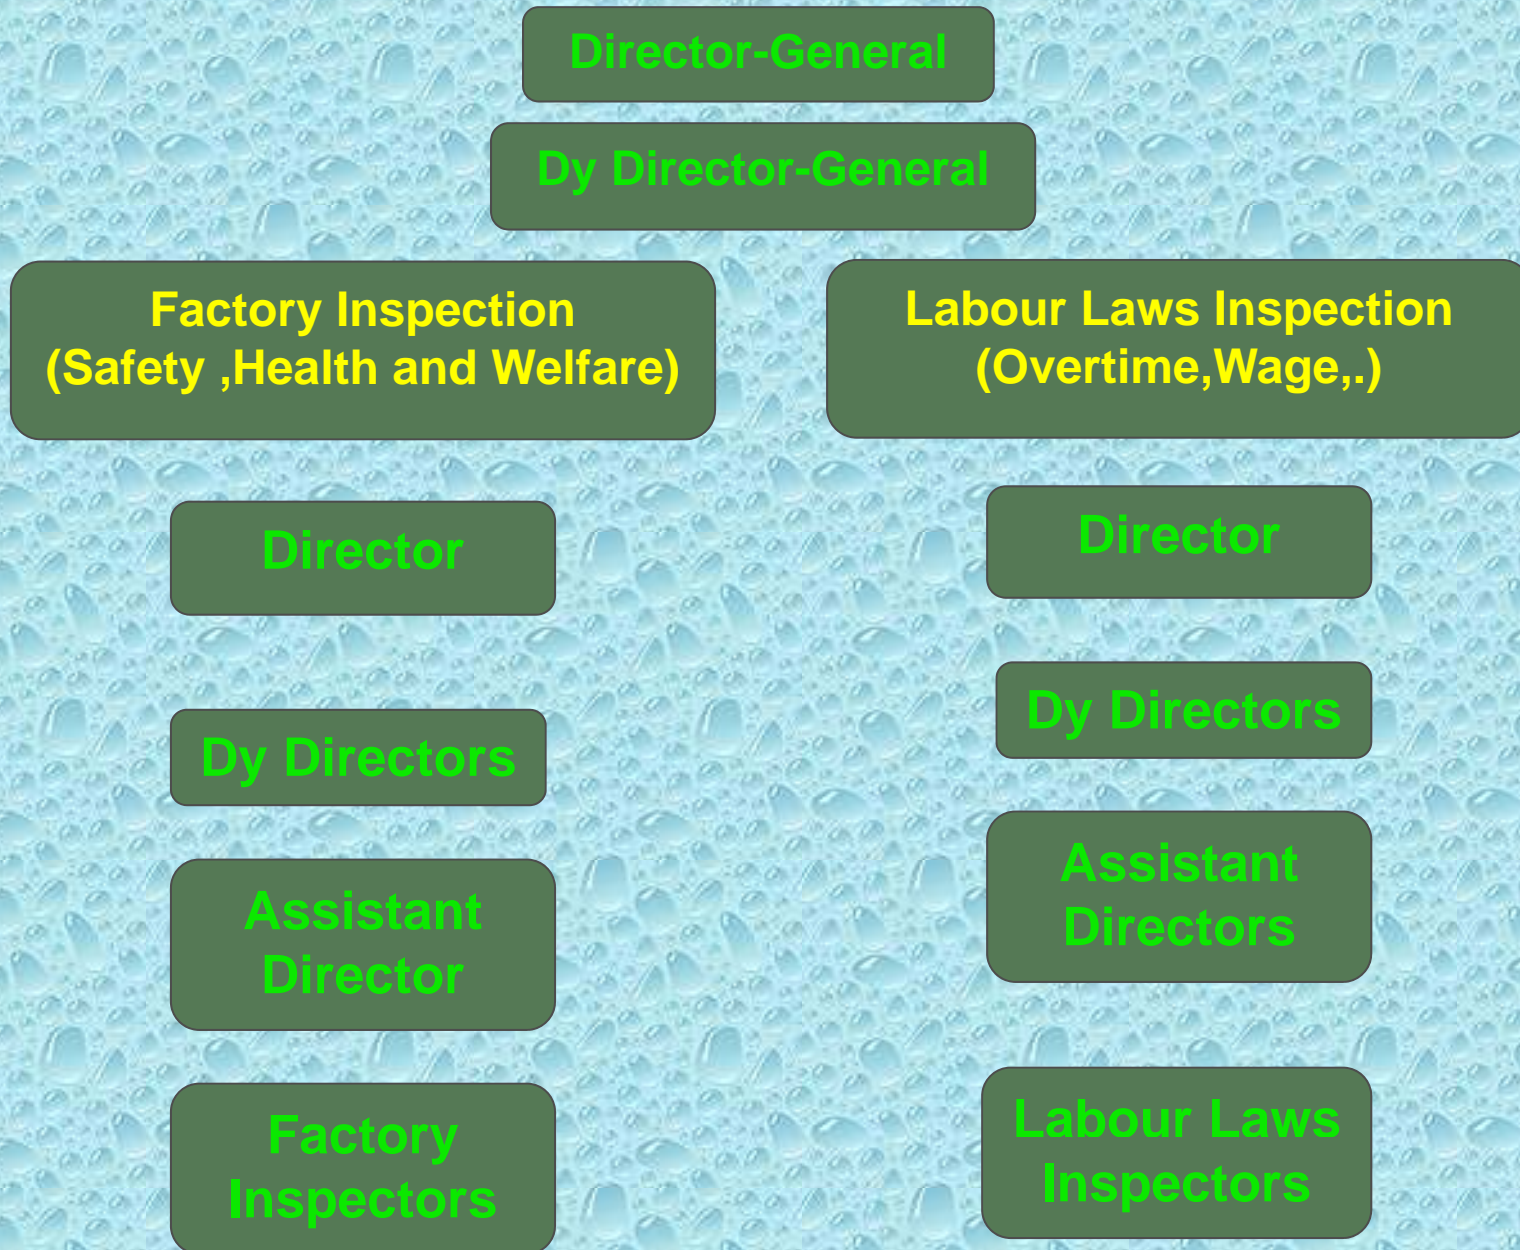 Director-General
Dy Director-General
Factory Inspection
(Safety ,Health and Welfare)
Labour Laws Inspection
(Overtime,Wage,.)
Director
Director
Dy Directors
Dy Directors
Assistant
Director
Assistant
Directors
Factory
Inspectors
Labour Laws
Inspectors